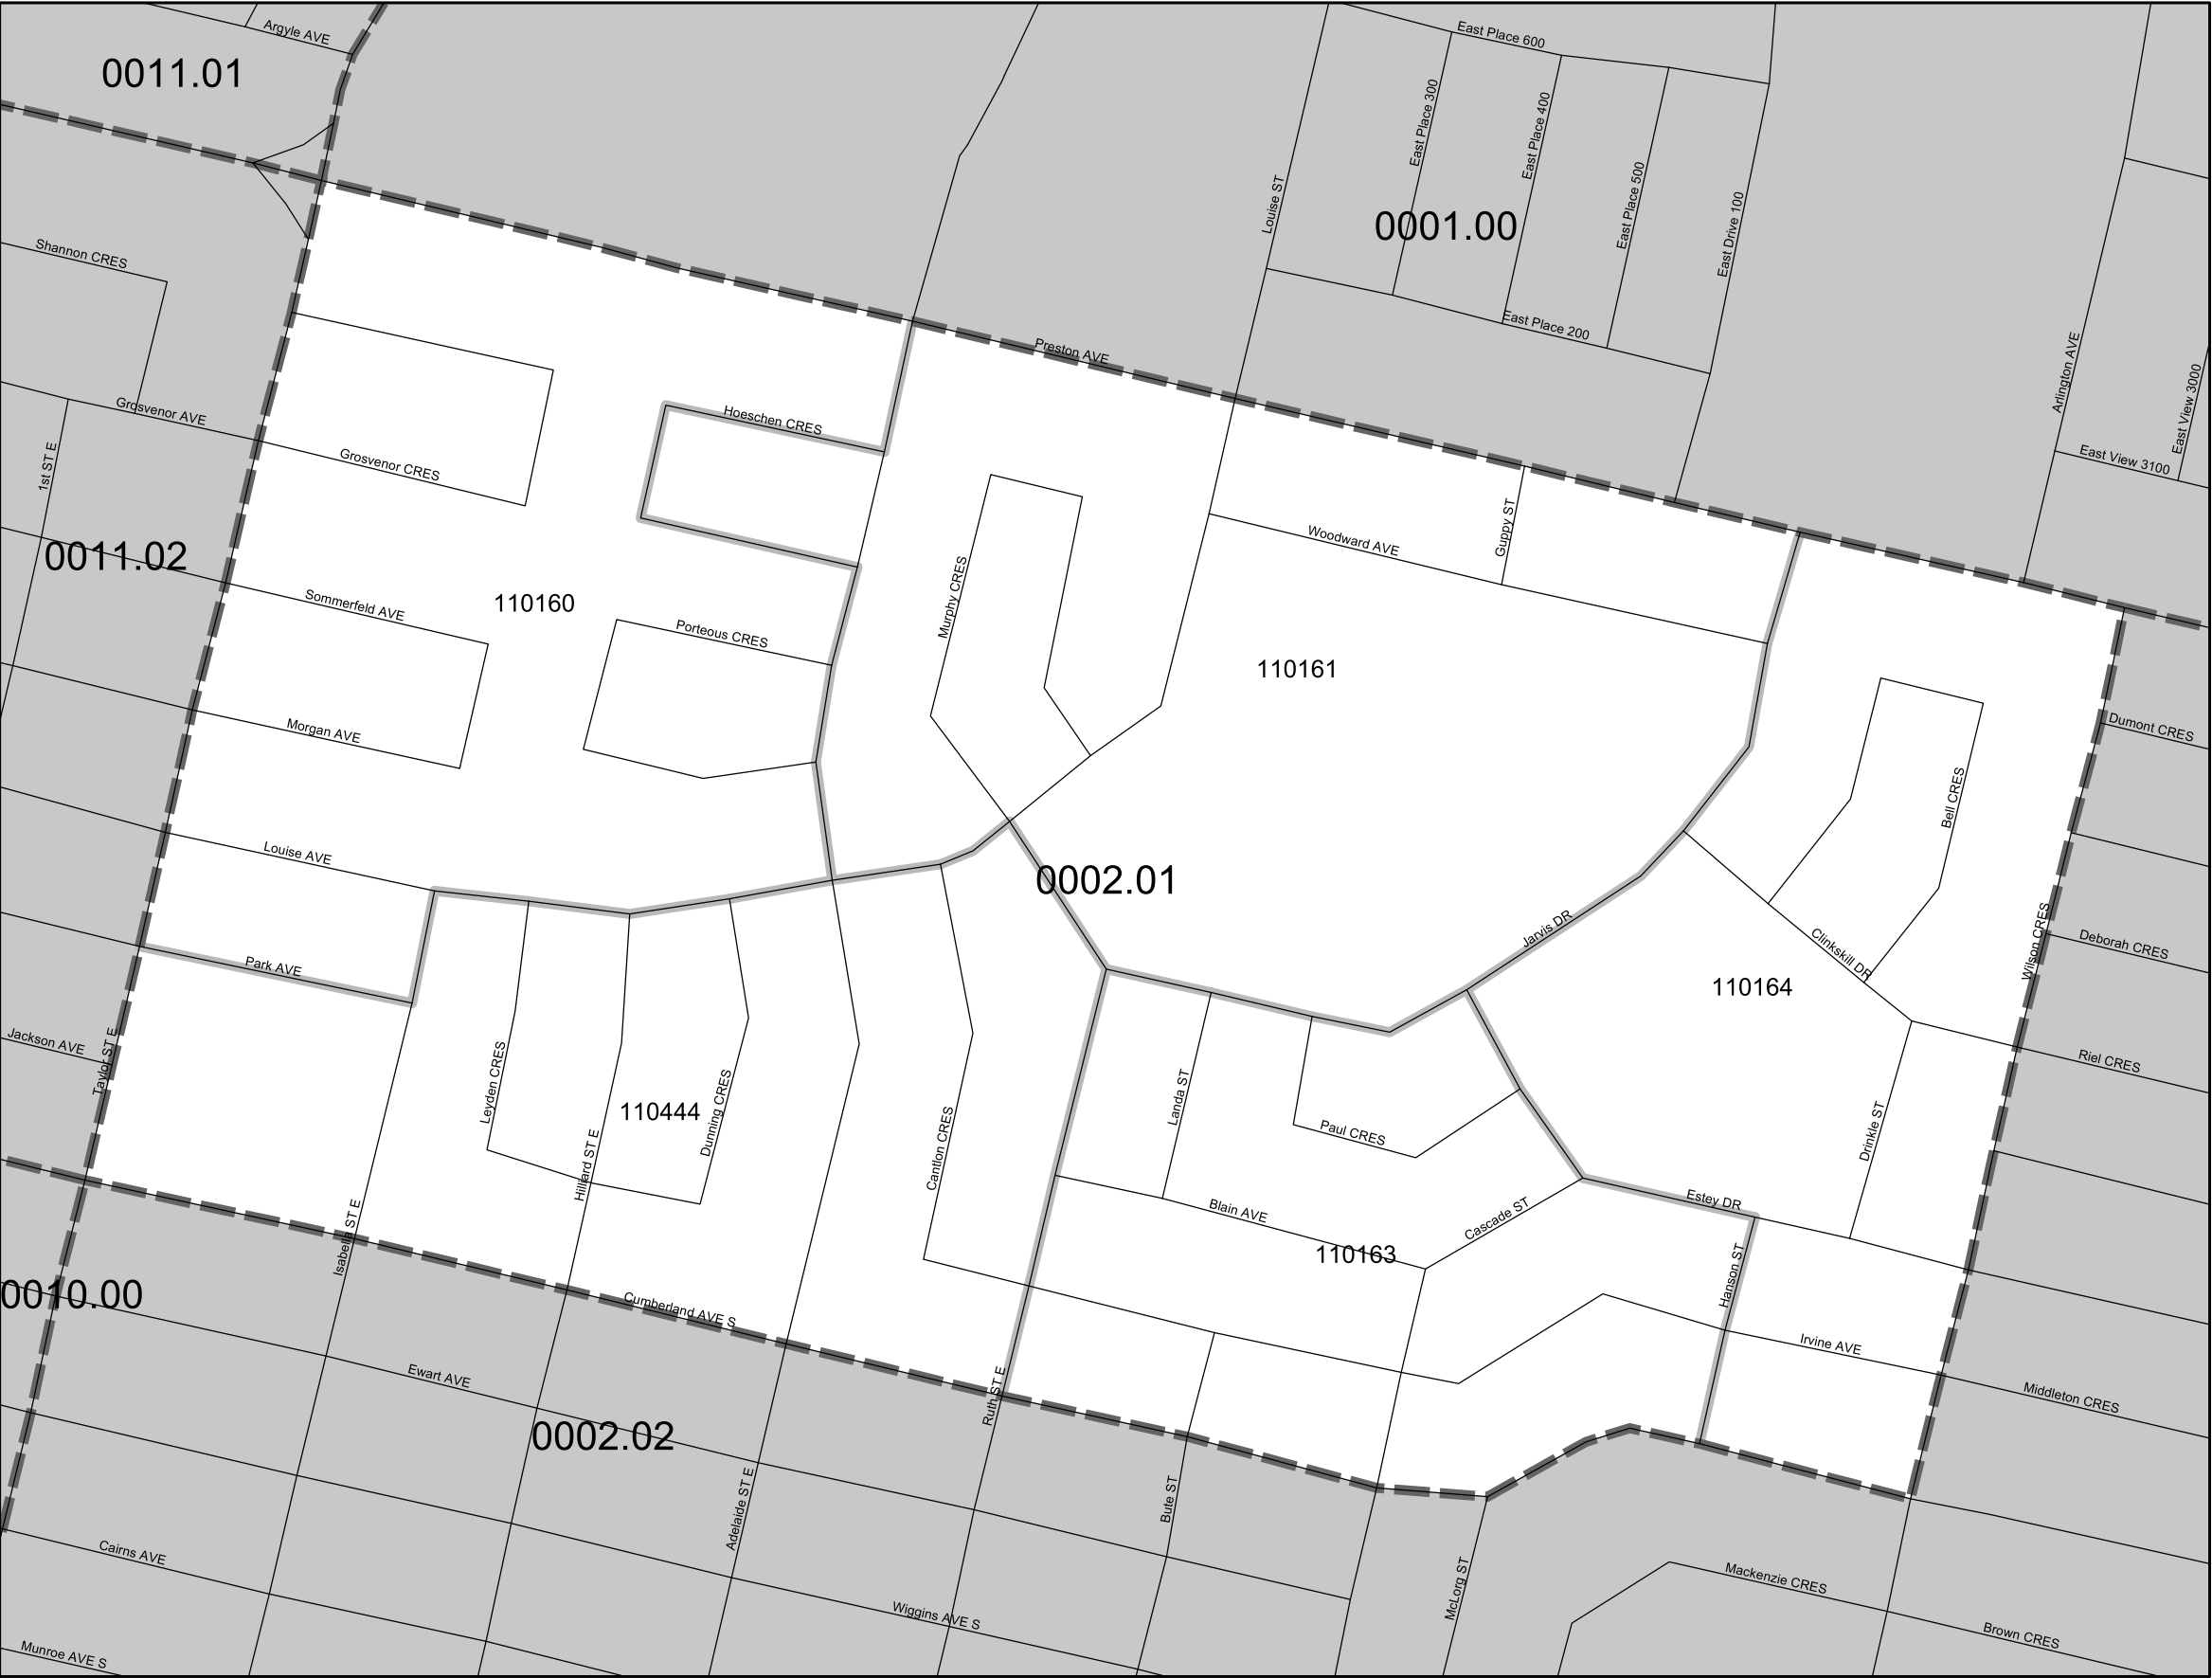 Argyle AVE
East Place 600
0011.01
East Place 300
East Place 400
East Place 500
Louise ST
0001.00
East Drive 100
Shannon CRES
East Place 200
Preston AVE
Arlington AVE
East View 3000
Grosvenor AVE
Hoeschen CRES
1st ST E
Grosvenor CRES
East View 3100
Guppy ST
Woodward AVE
0011.02
Murphy CRES
Sommerfeld AVE
110160
Porteous CRES
110161
Morgan AVE
Dumont CRES
Bell CRES
Louise AVE
0002.01
Jarvis DR
Clinkskill DR
Wilson CRES
Deborah CRES
Park AVE
110164
Jackson AVE
Taylor ST E
Leyden CRES
Riel CRES
Landa ST
110444
Dunning CRES
Paul CRES
Drinkle ST
Hilliard ST E
Cantlon CRES
Blain AVE
Cascade ST
Estey DR
Isabella ST E
110163
Hanson ST
0010.00
Cumberland AVE S
Irvine AVE
Ewart AVE
Ruth ST E
Middleton CRES
0002.02
Adelaide ST E
Bute ST
Cairns AVE
McLorg ST
Mackenzie CRES
Wiggins AVE S
Brown CRES
Munroe AVE S